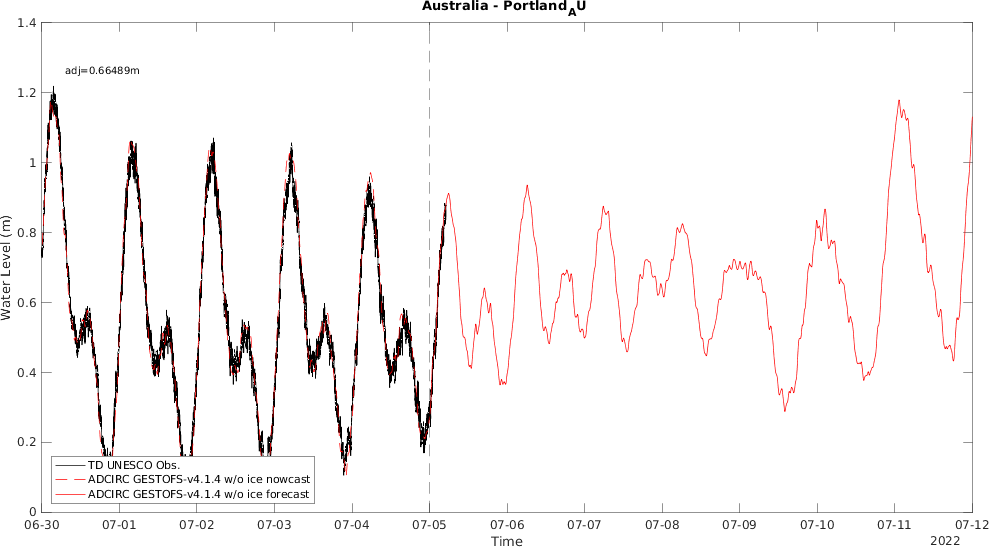 Australia - Portland_AU
adj=0.66489m
Water Level (m)
1.4
1.2
1
0.8
0.6
0.4
0.2
0
TD UNESCO Obs.
ADCIRC GESTOFS-v4.1.4 w/o ice nowcast
ADCIRC GESTOFS-v4.1.4 w/o ice forecast
06-30 07-01 07-02 07-03 07-04 07-05 07-06 07-07 07-08 07-09 07-10 07-11 07-12
Time
2022